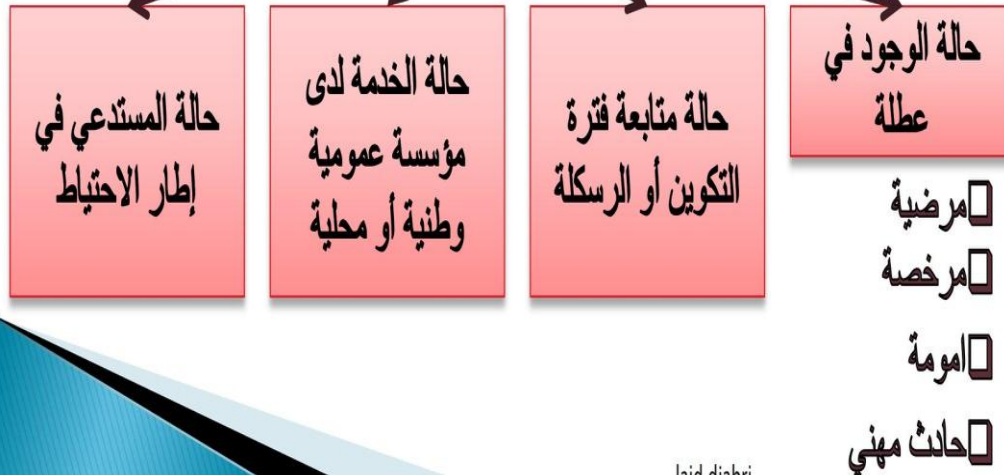 حالة الوجود في
عطلة
مرضية
مرخصة
امومة
حادث مهني
حالة متابعة فترة
التكوين أو الرسكلة
حالة الخدمة لدى
مؤسسة عمومية
وطنية أو محلية
حالة المستدعي في
إطار الاحتياط